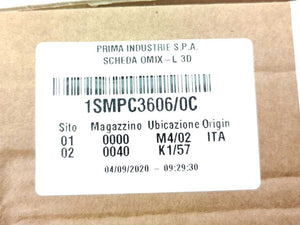 PRIMA INDUSTRIE S.P.A.
SCHEDA OMIX-L 3D
1SMPC3606/0C
Sito Magazzino Ubicazione Origin
01 0000 M4/02 ITA
02 0040 K1/57
04/09/2020 - 09:29:30